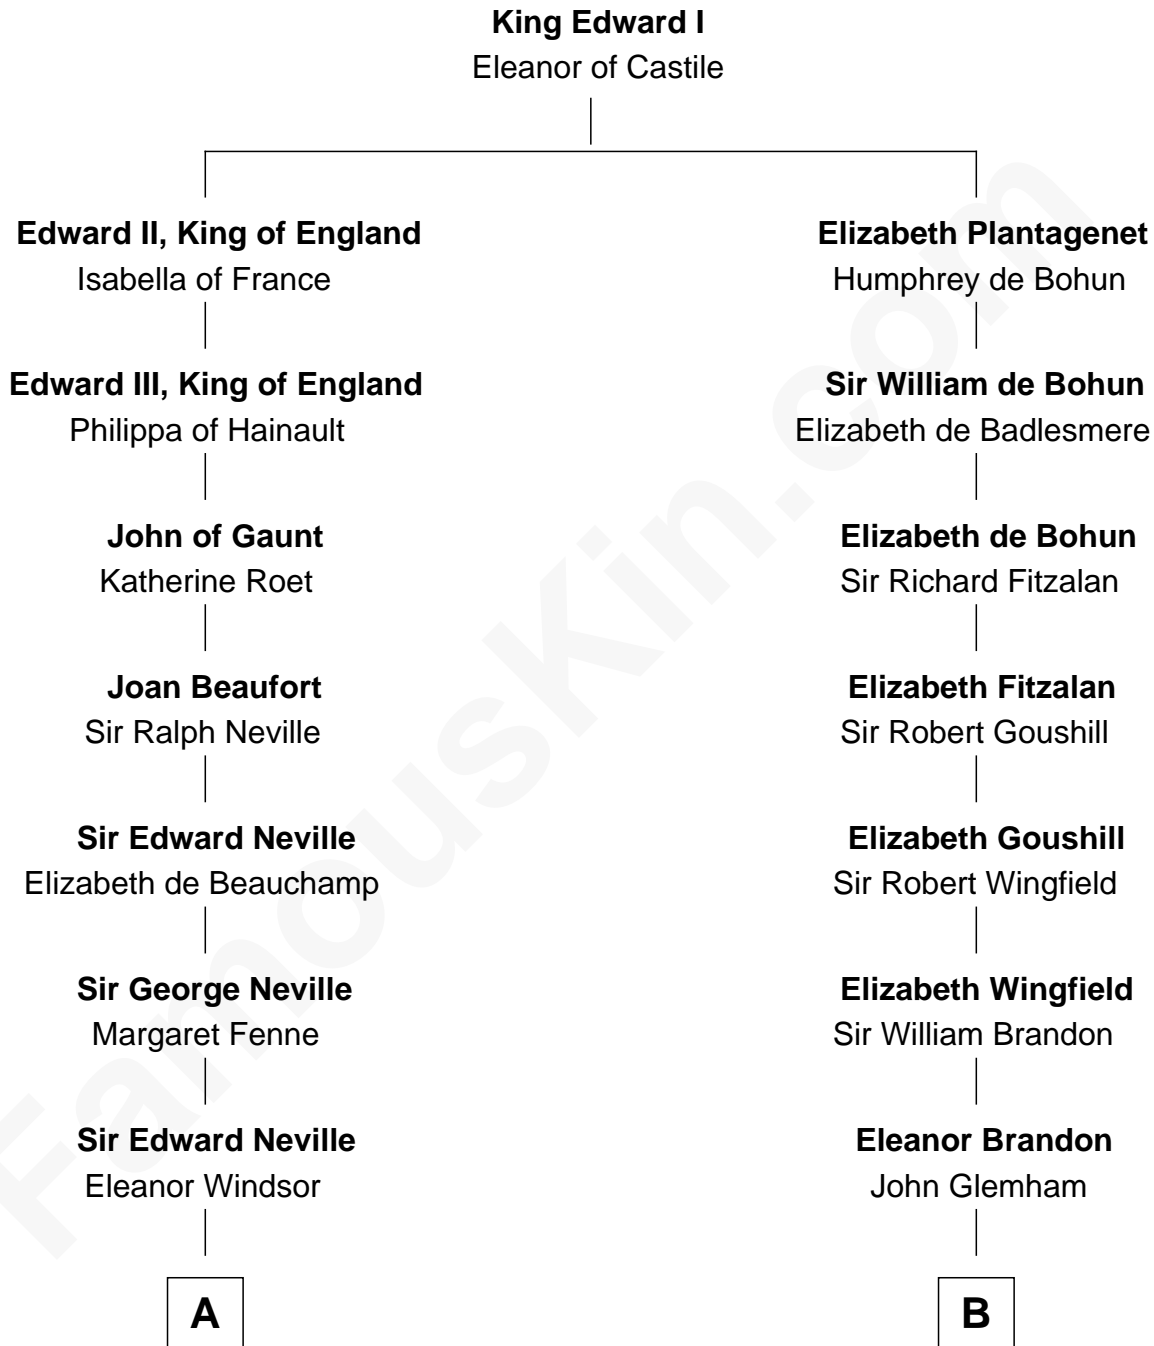 King Edward I
Eleanor of Castile
Edward II, King of England
Isabella of France
Elizabeth Plantagenet
Humphrey de Bohun
Edward III, King of England
Philippa of Hainault
Sir William de Bohun
Elizabeth de Badlesmere
John of Gaunt
Katherine Roet
Elizabeth de Bohun
Sir Richard Fitzalan
Joan Beaufort
Sir Ralph Neville
Elizabeth Fitzalan
Sir Robert Goushill
Sir Edward Neville
Elizabeth de Beauchamp
Elizabeth Goushill
Sir Robert Wingfield
Sir George Neville
Margaret Fenne
Elizabeth Wingfield
Sir William Brandon
Sir Edward Neville
Eleanor Windsor
Eleanor Brandon
John Glemham
A
B
FamousKin.com